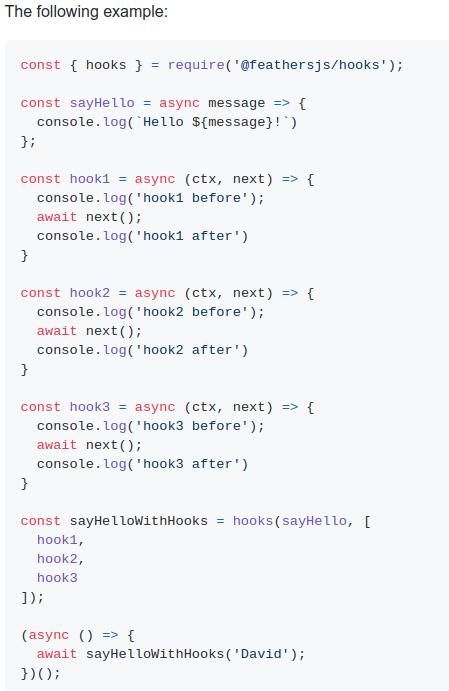 The following example:
const { hooks } = require('@feathersjs/hooks');
const sayHello = async message => {
  console.log(`Hello ${message}!`)
};
const hook1 = async (ctx, next) => {
  console.log('hook1 before');
  await next();
  console.log('hook1 after')
}
const hook2 = async (ctx, next) => {
  console.log('hook2 before');
  await next();
  console.log('hook2 after')
}
const hook3 = async (ctx, next) => {
  console.log('hook3 before');
  await next();
  console.log('hook3 after')
}
const sayHelloWithHooks = hooks(sayHello, [
  hook1,
  hook2,
  hook3
]);
(async () => {
  await sayHelloWithHooks('David');
})();